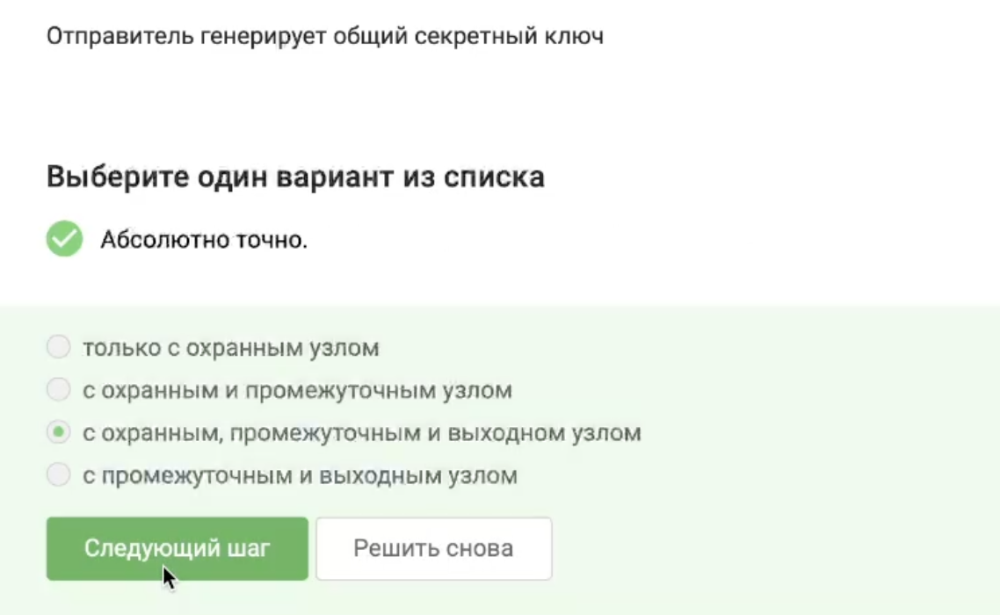 Отправитель генерирует общий секретный ключ
Выберите один вариант из списка
Абсолютно точно.
только с охранным узлом
с охранным и промежуточным узлом
с охранным, промежуточным и выходном узлом
с промежуточным и выходным узлом
Следующий шаг
Решить снова